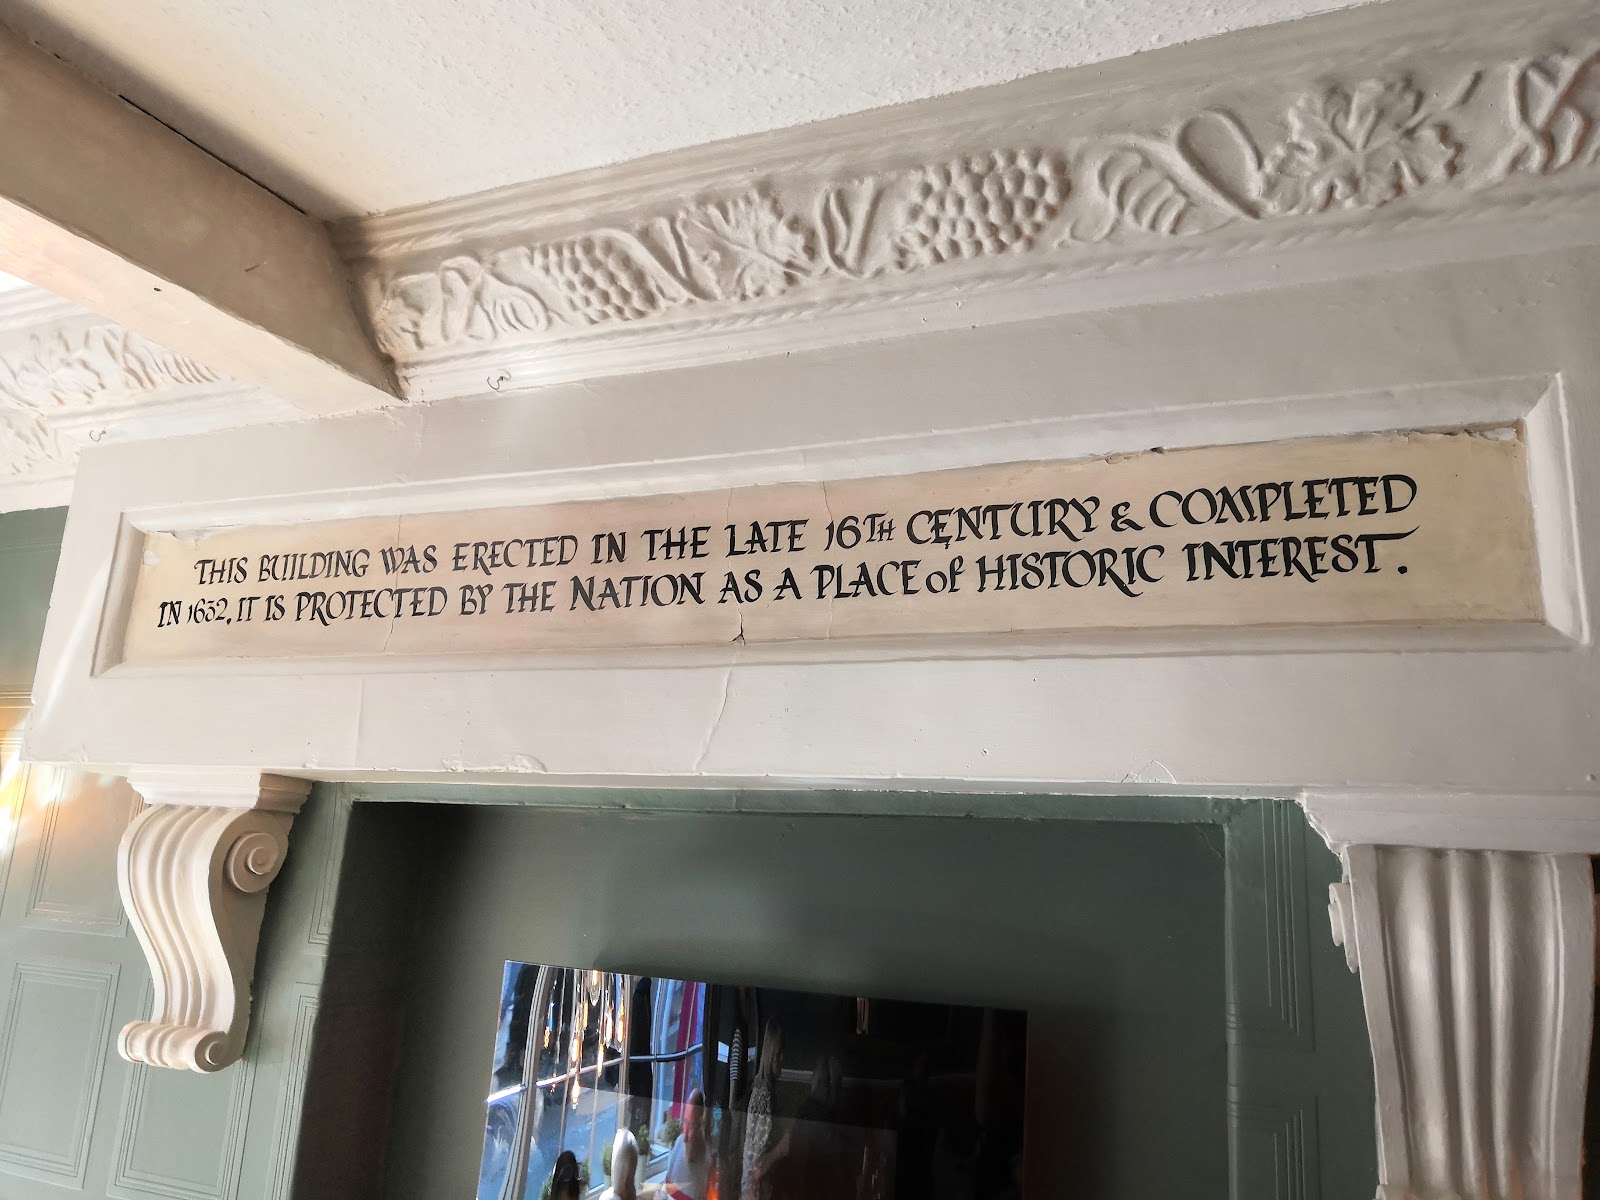 THIS BUILDING WAS ERECTED IN THE LATE 16TH CENTURY & COMPLETED
IN 1632. IT IS PROTECTED BY THE NATION AS A PLACE of HISTORIC INTEREST.